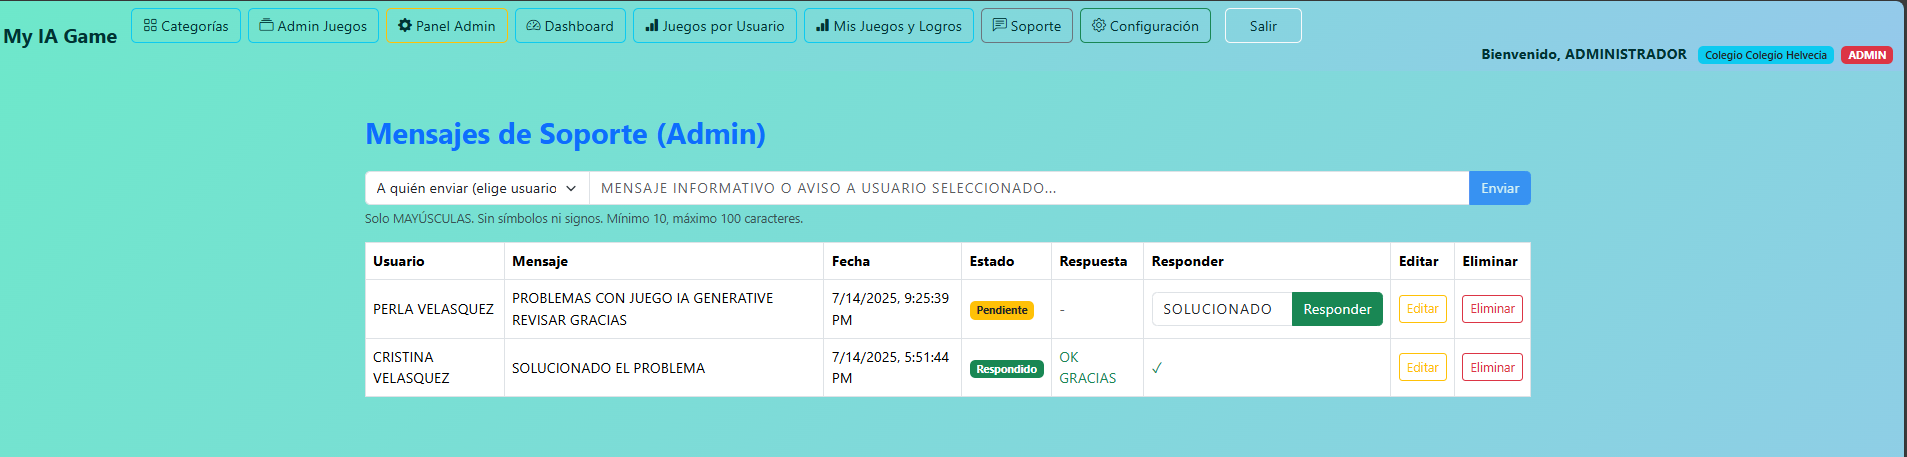 My IA Game
Categorías
Admin Juegos
Panel Admin
Dashboard
Juegos por Usuario
Mis Juegos y Logros
Soporte
Configuración
Salir
Bienvenido, ADMINISTRADOR
Colegio Colegio Helvecia
ADMIN
Mensajes de Soporte (Admin)
A quién enviar (elige usuario
MENSAJE INFORMATIVO O AVISO A USUARIO SELECCIONADO...
Enviar
Solo MAYÚSCULAS. Sin símbolos ni signos. Mínimo 10, máximo 100 caracteres.
Usuario
Mensaje
Fecha
Estado
Respuesta
Responder
Editar
Eliminar
PERLA VELASQUEZ
PROBLEMAS CON JUEGO IA GENERATIVE
REVISAR GRACIAS
7/14/2025, 9:25:39
PM
Pendiente
-
SOLUCIONADO
Responder
Editar
Eliminar
CRISTINA
VELASQUEZ
SOLUCIONADO EL PROBLEMA
7/14/2025, 5:51:44
PM
Respondido
OK
GRACIAS
✓
Editar
Eliminar